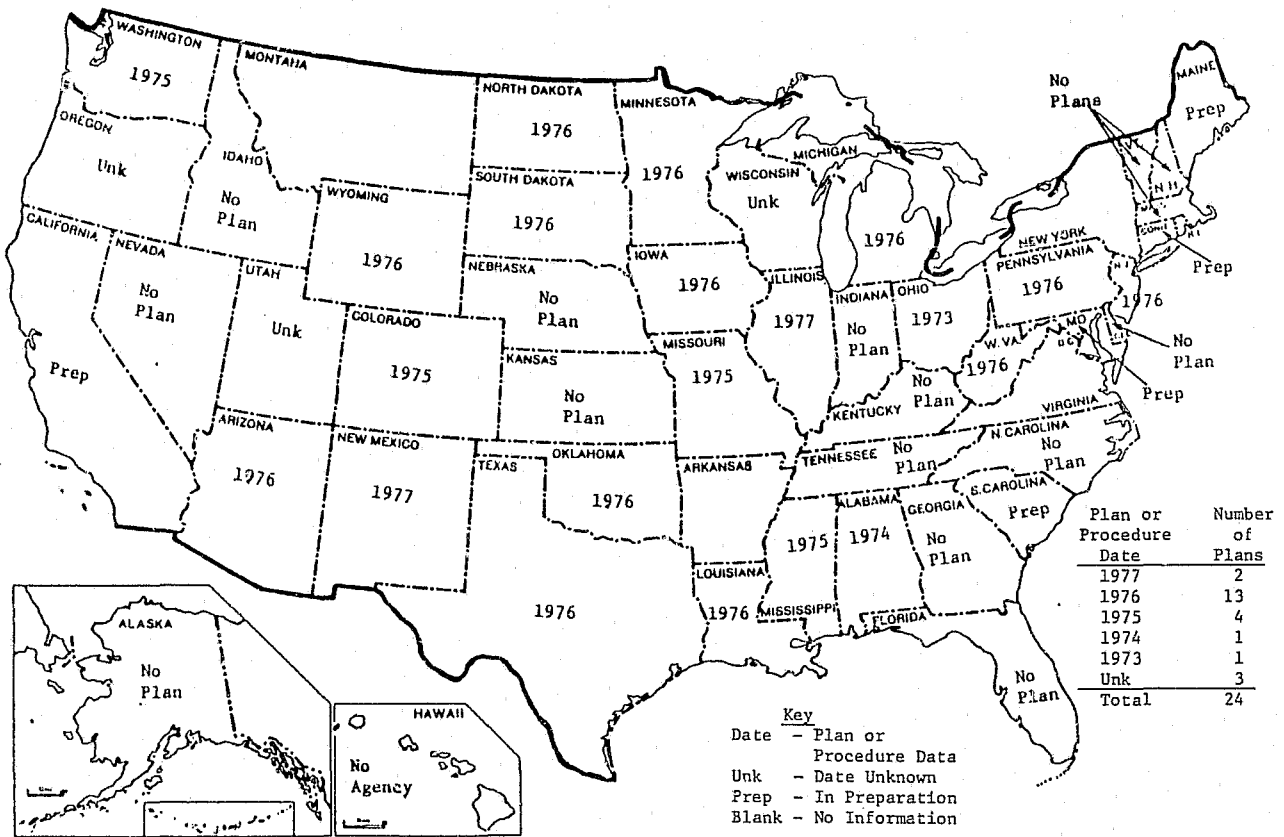 WASHINGTON
1975
MONTAHA
NORTH DAKOTA
1976
MINNESOTA
1976
No
Plans
MAINE
Prep
OREGON
Unk
IDAHO
No
Plan
WYOMING
1976
SOUTH DAKOTA
1976
WISCONSIN
Unk
MICHIGAN
1976
N H
CONN
R I
Prep
CALIFORNIA
Prep
NEVADA
No
Plan
UTAH
Unk
COLORADO
1975
NEBRASKA
No
Plan
IOWA
1976
ILLINOIS
1977
INDIANA
No
Plan
OHIO
1973
NEW YORK
PENNSYLVANIA
1976
N J
1976
KANSAS
No
Plan
MISSOURI
1975
KENTUCKY
No
Plan
W. VA.
1976
MD
No
Plan
Prep
VIRGINIA
ARIZONA
1976
NEW MEXICO
1977
TEXAS
1976
OKLAHOMA
1976
ARKANSAS
TENNESSEE
No
Plan
N. CAROLINA
No
Plan
S. CAROLINA
Prep
LOUISIANA
1976
MISSISSIPPI
1975
ALABAMA
1974
GEORGIA
No
Plan
FLORIDA
No
Plan
ALASKA
No
Plan
HAWAII
No
Agency
Plan or Number
Procedure of
Date Plans
1977 2
1976 13
1975 4
1974 1
1973 1
Unk 3
Total 24
Key
Date - Plan or
Procedure Data
Unk - Date Unknown
Prep - In Preparation
Blank - No Information